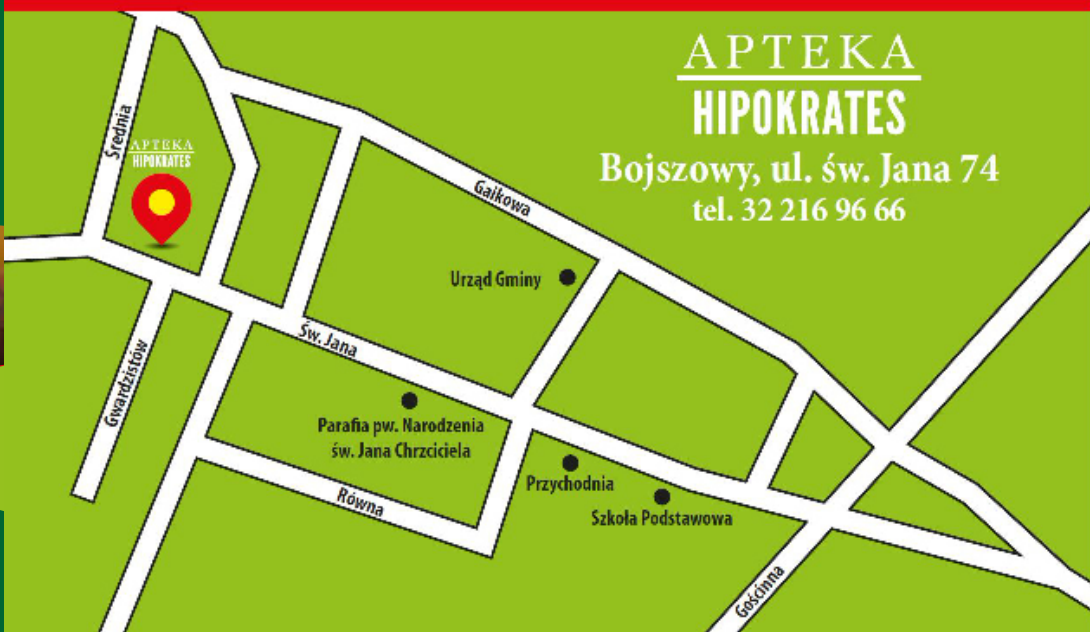 APTEKA
HIPOKRATES
Bojszowy, ul. św. Jana 74
tel. 32 216 96 66
Średnia
APTEKA
HIPOKRATES
Gaikowa
Urząd Gminy
Św. Jana
Gwardzistów
Parafia pw. Narodzenia
św. Jana Chrzciciela
Przychodnia
Równa
Szkoła Podstawowa
Gościnna